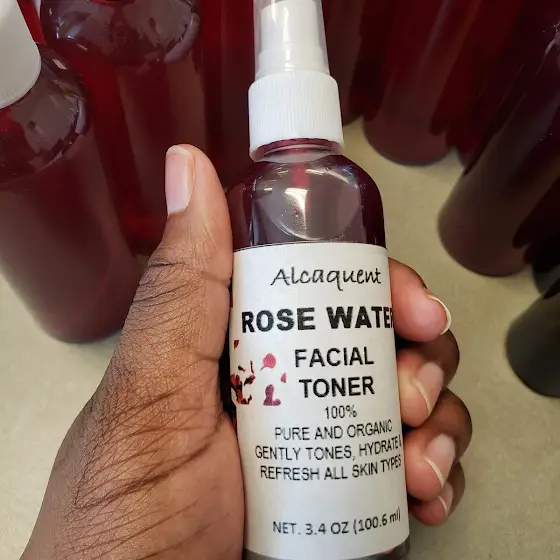 Alcaquent
ROSE WATER
FACIAL
TONER
100%
PURE AND ORGANIC
GENTLY TONES, HYDRATE &
REFRESH ALL SKIN TYPES
NET. 3.4 OZ (100.6 ml)